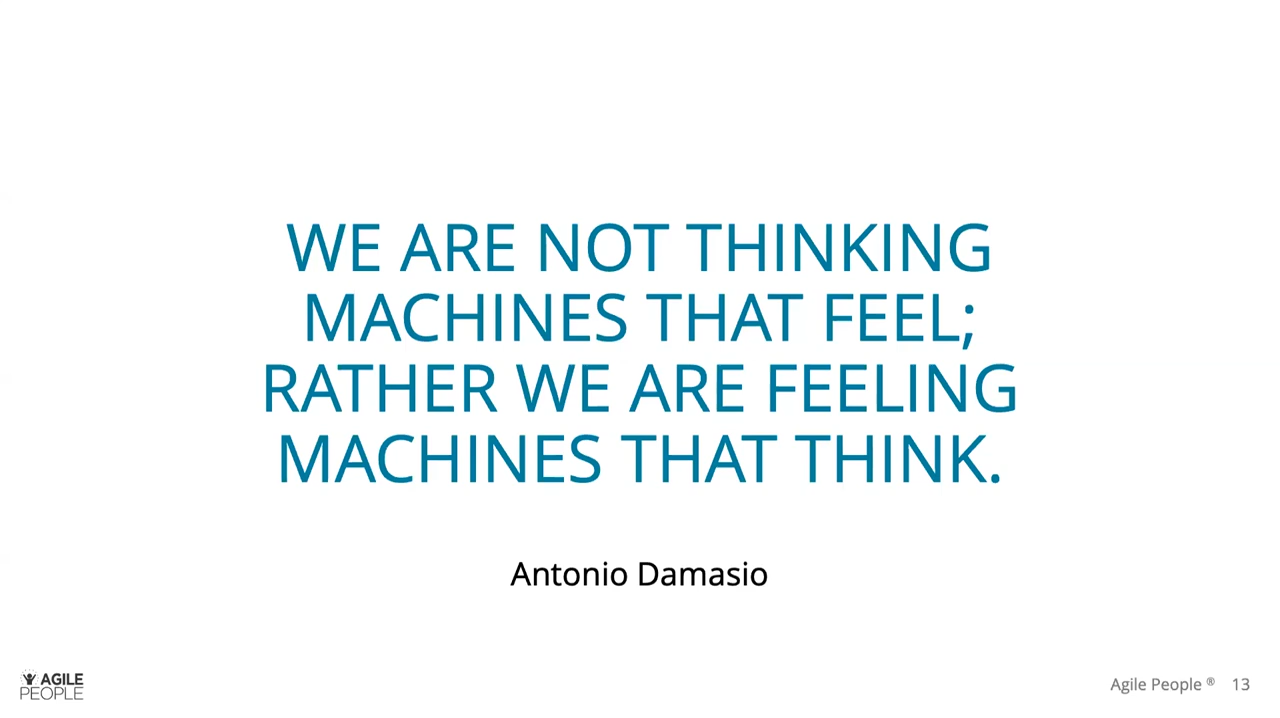 WE ARE NOT THINKING
MACHINES THAT FEEL;
RATHER WE ARE FEELING
MACHINES THAT THINK.
Antonio Damasio
AGILE
PEOPLE
Agile People ® 13